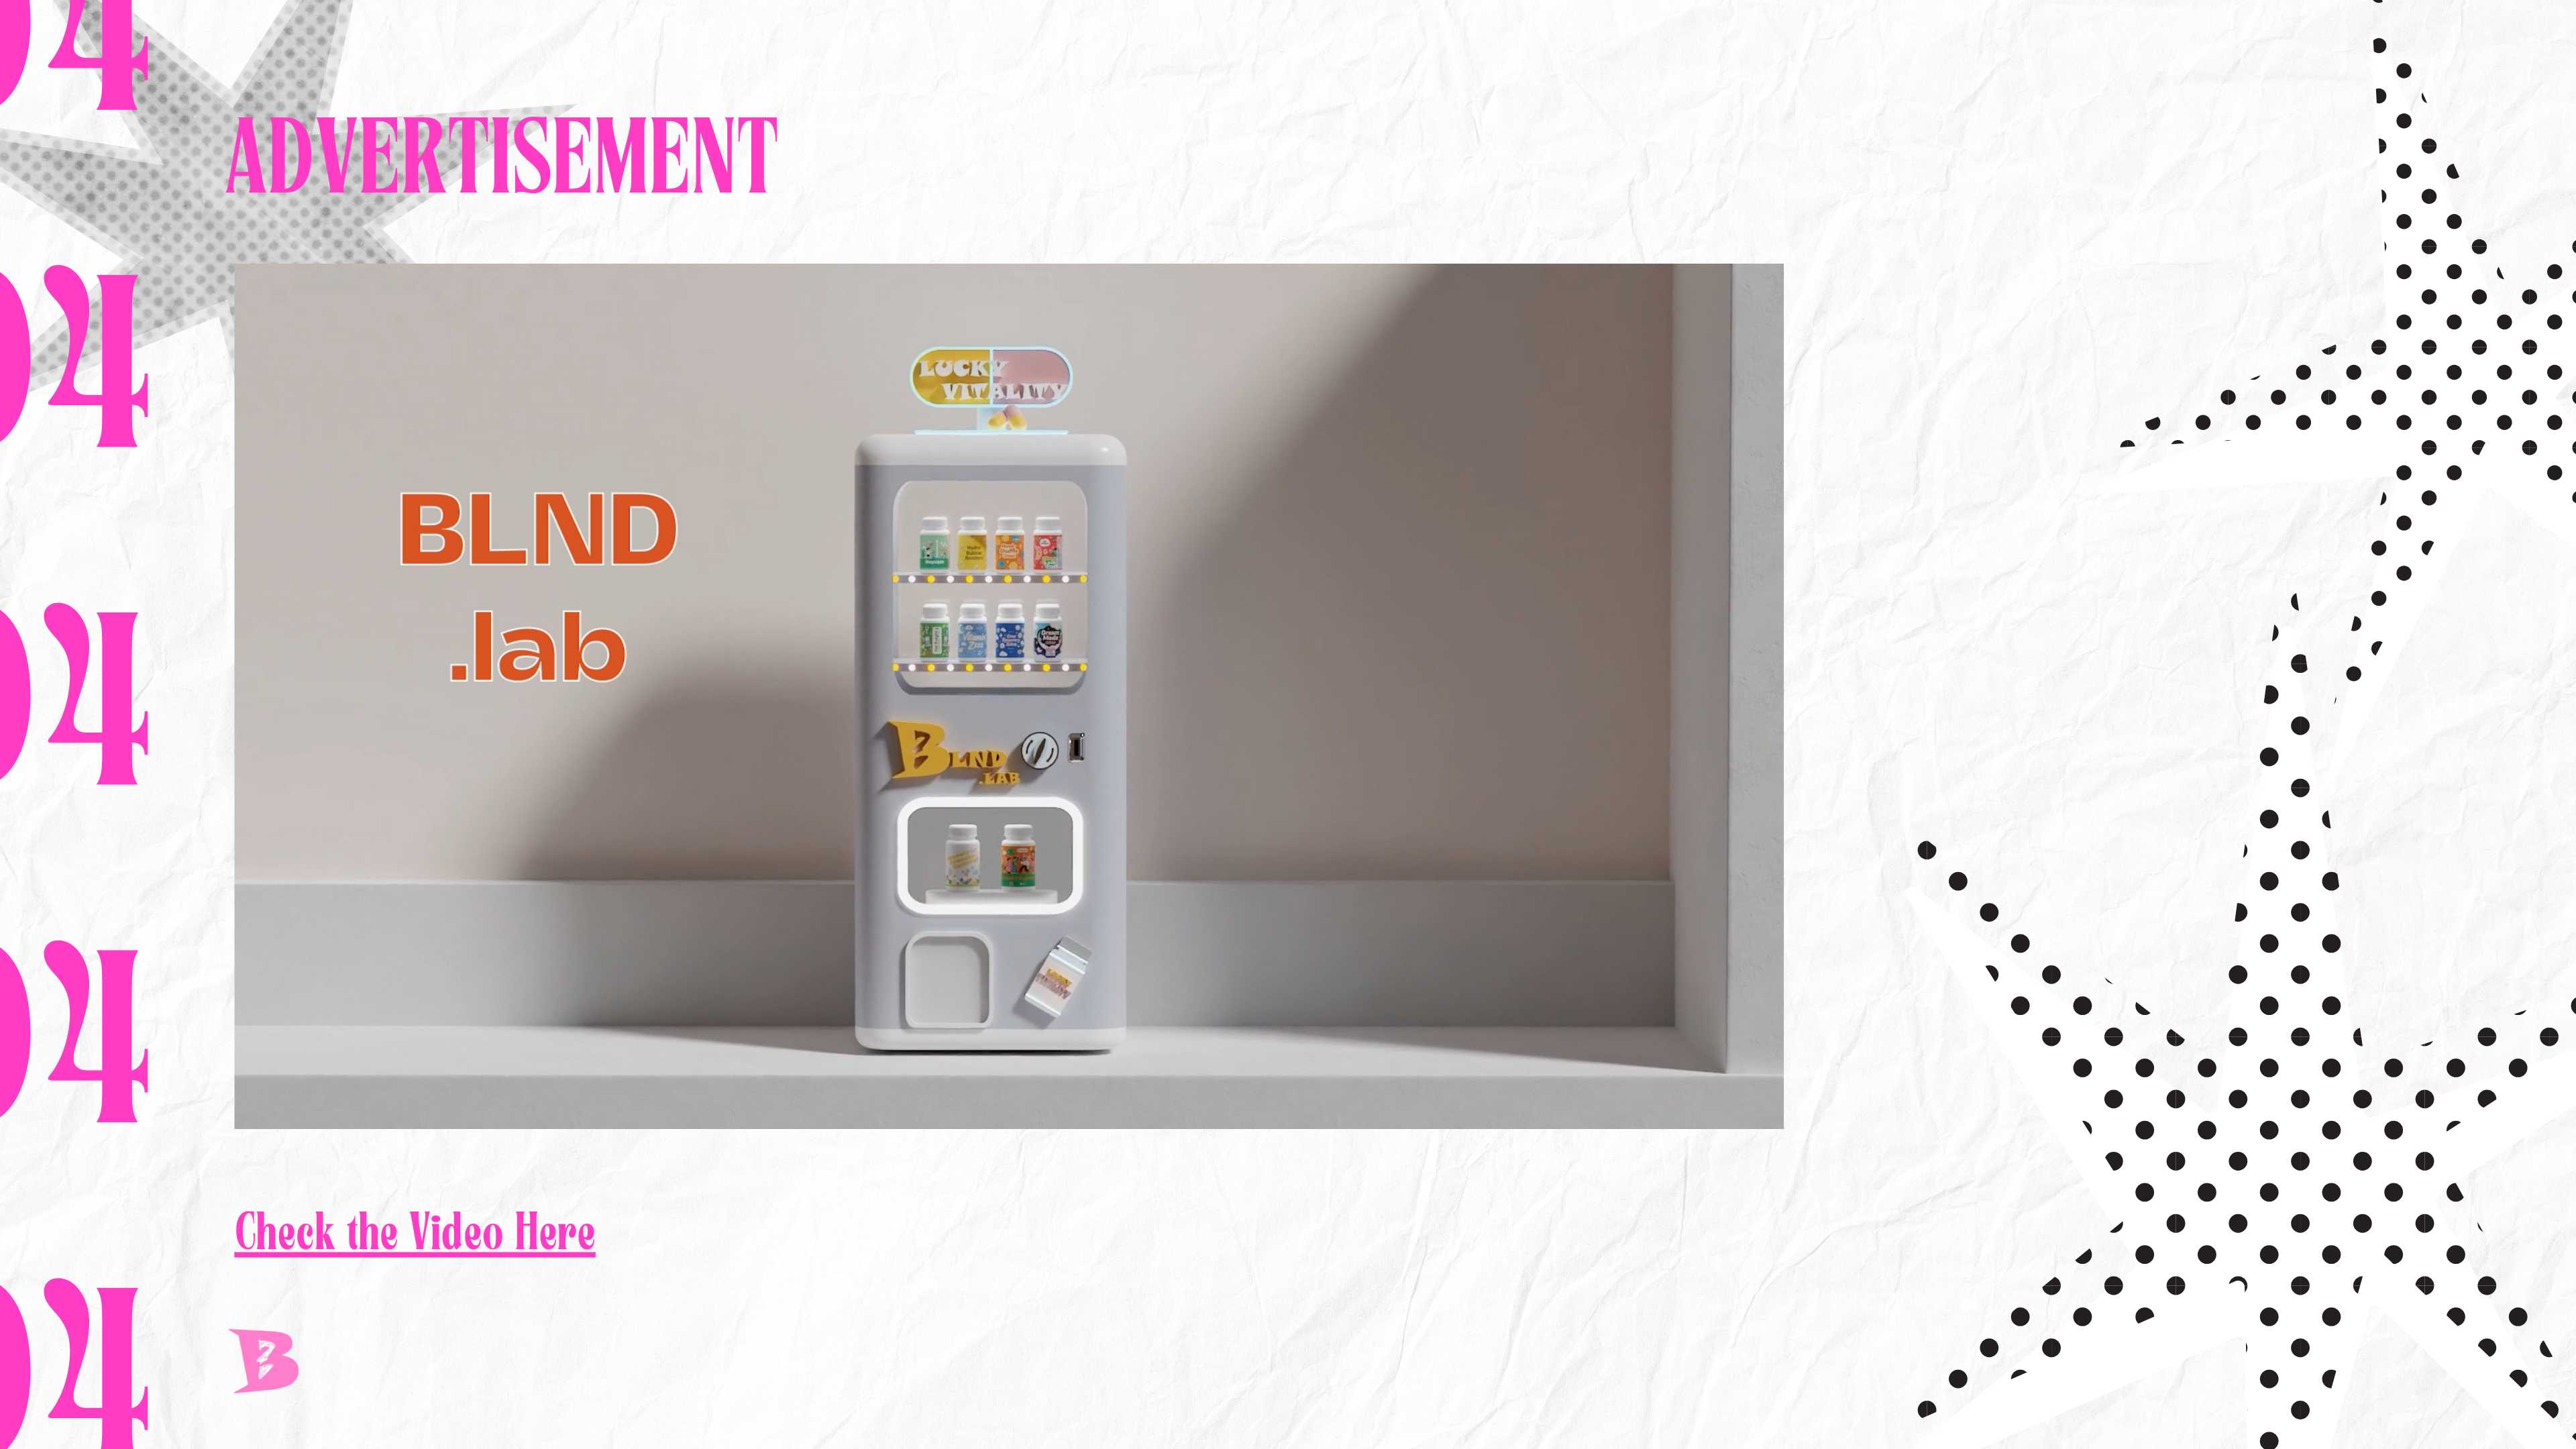 04
ADVERTISEMENT
04
LUCKY
VITALITY
BLND
.lab
04
BLND
.LAB
04
Check the Video Here
04
B